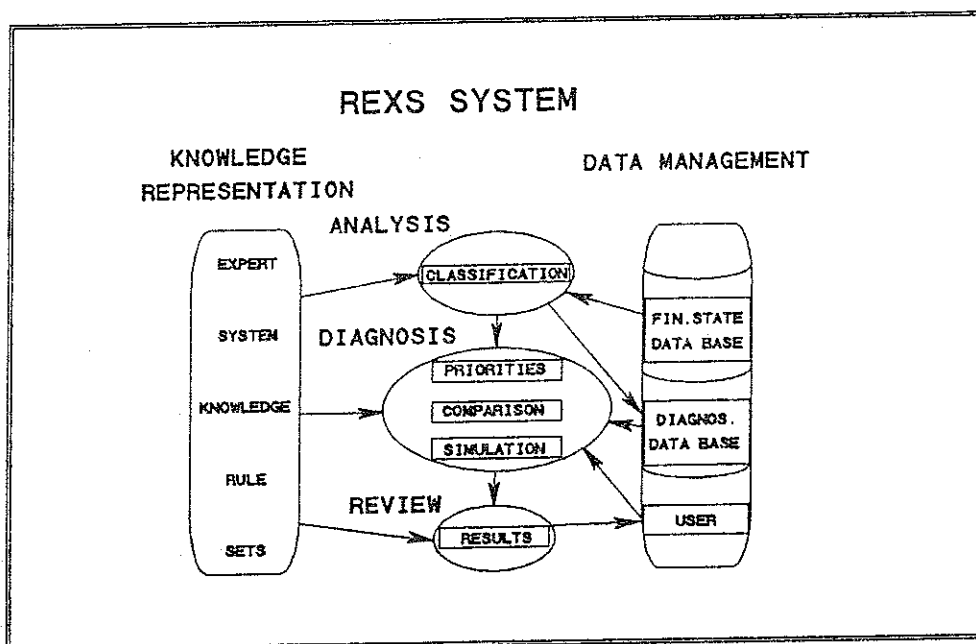 REXS SYSTEM
KNOWLEDGE
REPRESENTATION
DATA MANAGEMENT
ANALYSIS
EXPERT
SYSTEM
KNOWLEDGE
RULE
SETS
CLASSIFICATION
DIAGNOSIS
PRIORITIES
COMPARISON
SIMULATION
REVIEW
RESULTS
FIN.STATE
DATA BASE
DIAGNOS.
DATA BASE
USER